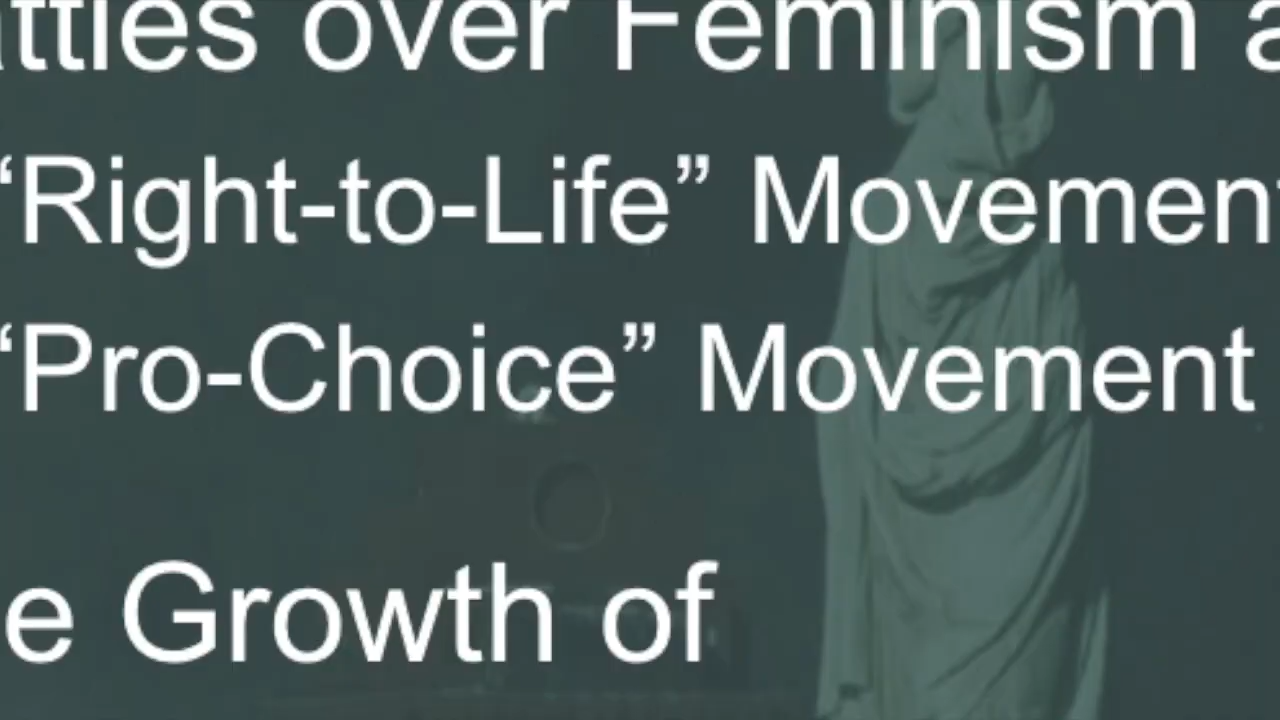 ttles over Feminism a
“Right-to-Life” Movement
“Pro-Choice” Movement
e Growth of